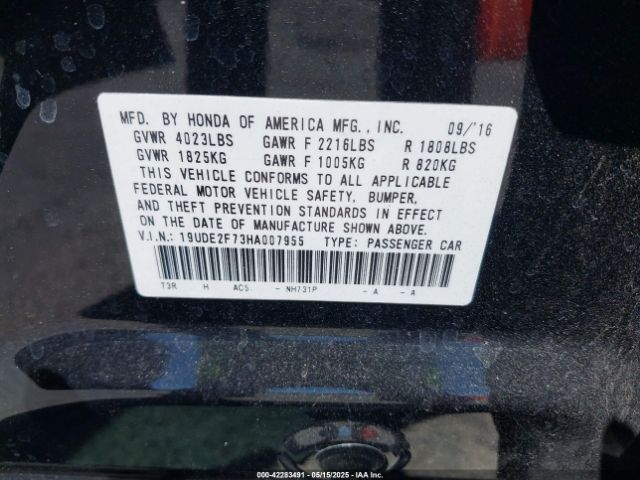 MFD. BY HONDA OF AMERICA MFG., INC. 09/'16
GVWR 4023LBS GAWR F 2216LBS R 1808LBS
GVWR 1825KG GAWR F 1005KG R 820KG
THIS VEHICLE CONFORMS TO ALL APPLICABLE
FEDERAL MOTOR VEHICLE SAFETY, BUMPER,
AND THEFT PREVENTION STANDARDS IN EFFECT
ON THE DATE OF MANUFACTURE SHOWN ABOVE.
V.I.N.: 19UDE2F73HA007955 TYPE: PASSENGER CAR
T3R H AC5 - NH731P - A - A
000-42283491 - 05/15/2025 - IAAI.COM